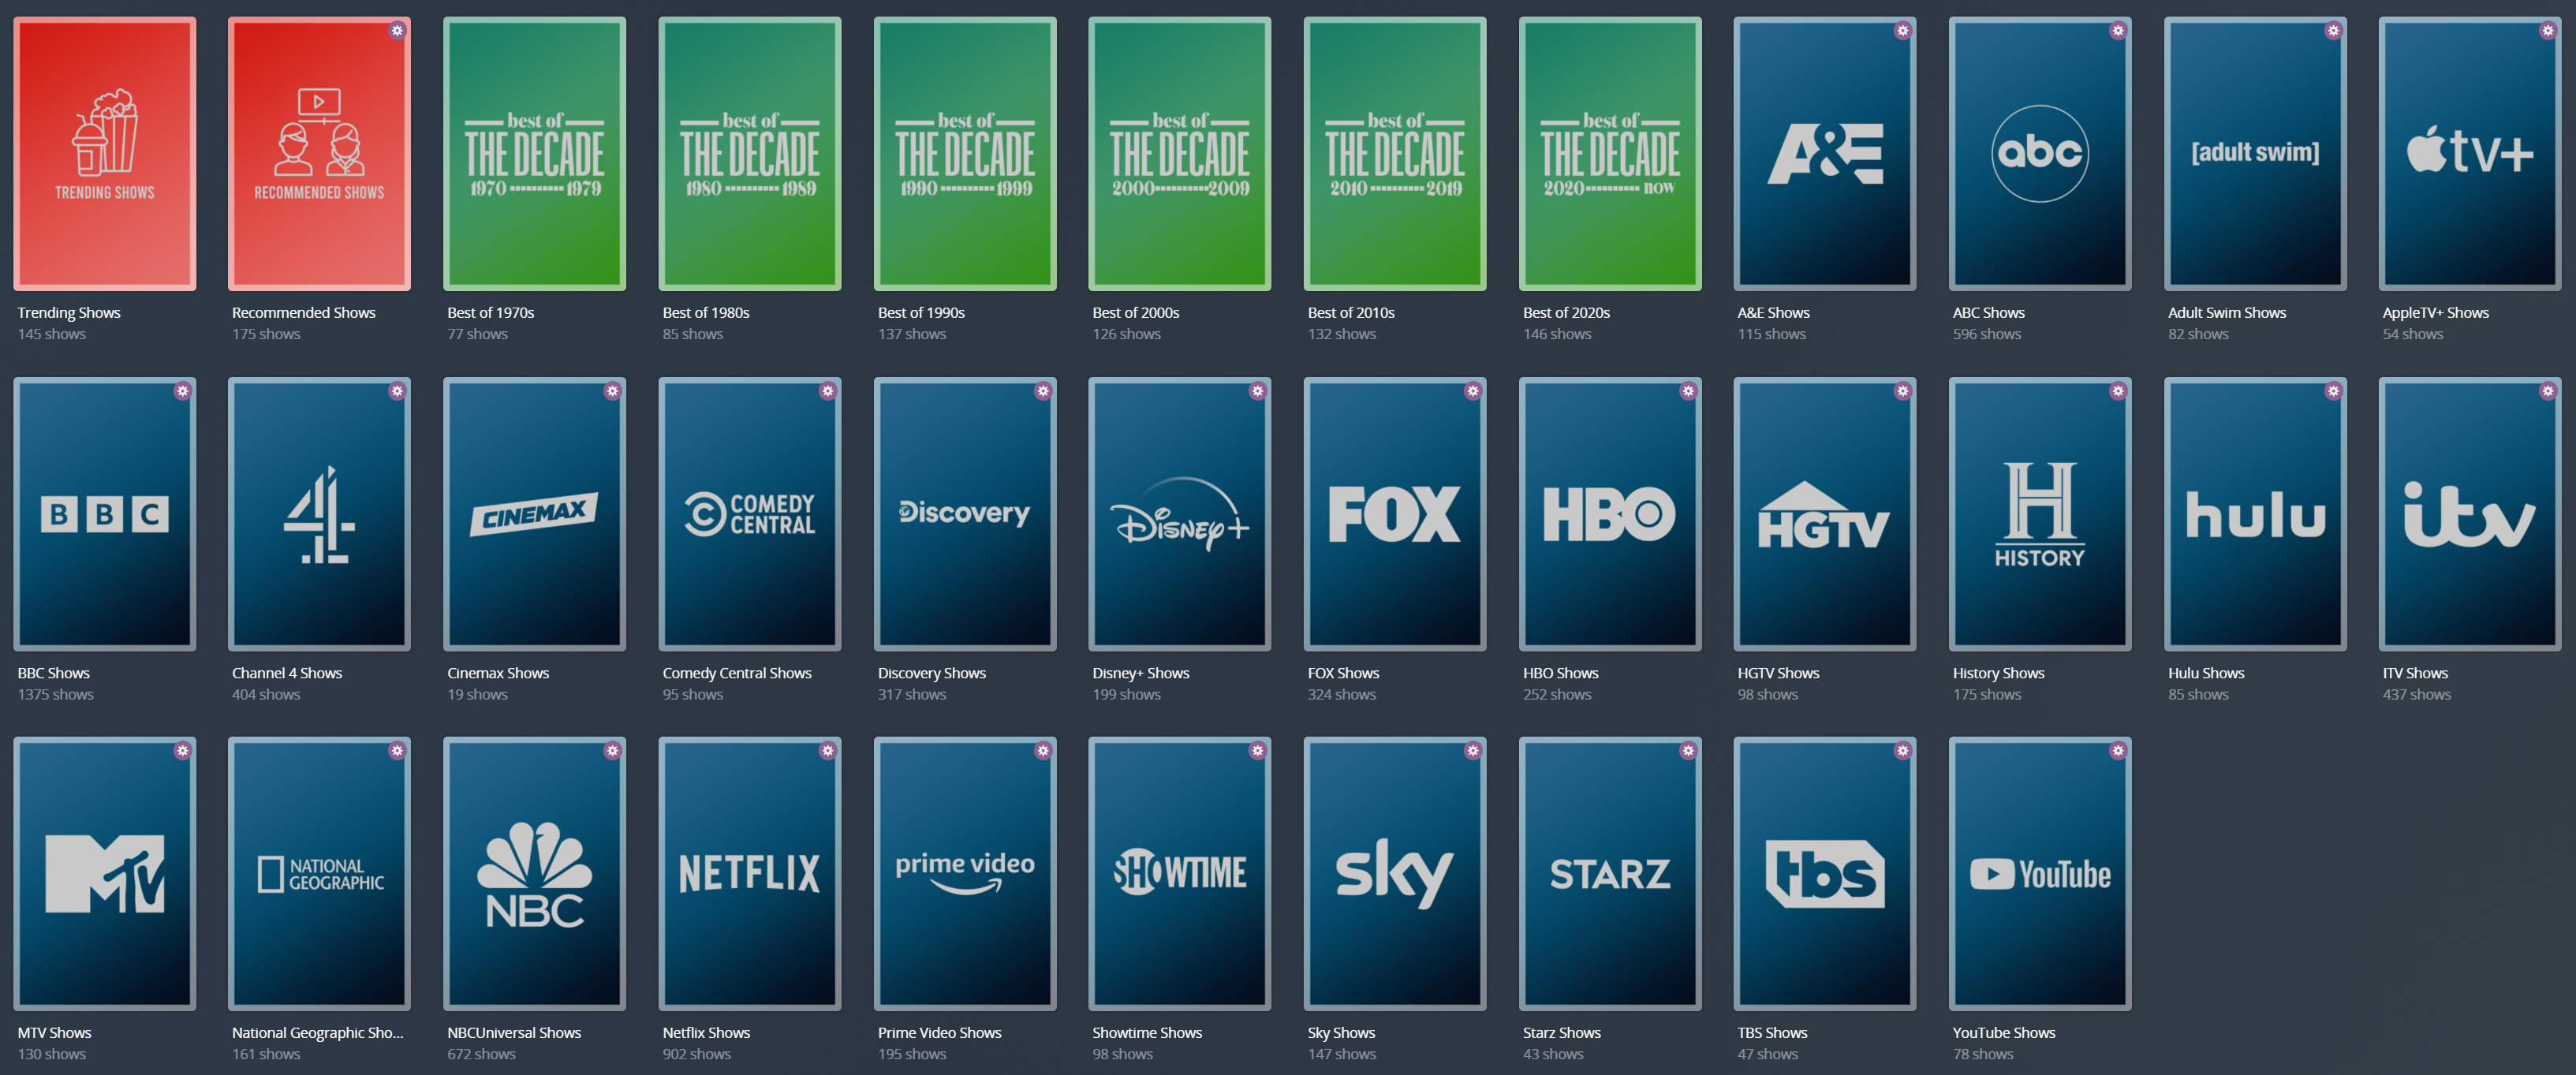 TRENDING SHOWS
Trending Shows
145 shows
RECOMMENDED SHOWS
Recommended Shows
175 shows
best of
THE DECADE
1970 1979
Best of 1970s
77 shows
best of
THE DECADE
1980 1989
Best of 1980s
85 shows
best of
THE DECADE
1990 1999
Best of 1990s
137 shows
best of
THE DECADE
2000 2009
Best of 2000s
126 shows
best of
THE DECADE
2010 2019
Best of 2010s
132 shows
best of
THE DECADE
2020 now
Best of 2020s
146 shows
A&E
A&E Shows
115 shows
abc
ABC Shows
596 shows
[adult swim]
Adult Swim Shows
82 shows
tv+
AppleTV+ Shows
54 shows
BBC
BBC Shows
1375 shows
4
Channel 4 Shows
404 shows
CINEMAX
Cinemax Shows
19 shows
COMEDY
CENTRAL
Comedy Central Shows
95 shows
Discovery
Discovery Shows
317 shows
Disney+
Disney+ Shows
199 shows
FOX
FOX Shows
324 shows
HBO
HBO Shows
252 shows
HGTV
HGTV Shows
98 shows
H
HISTORY
History Shows
175 shows
hulu
Hulu Shows
85 shows
itv
ITV Shows
437 shows
MTV
MTV Shows
130 shows
NATIONAL
GEOGRAPHIC
National Geographic Sho...
161 shows
NBC
NBCUniversal Shows
672 shows
NETFLIX
Netflix Shows
902 shows
prime video
Prime Video Shows
195 shows
SHOWTIME
Showtime Shows
98 shows
sky
Sky Shows
147 shows
STARZ
Starz Shows
43 shows
tbs
TBS Shows
47 shows
YouTube
YouTube Shows
78 shows